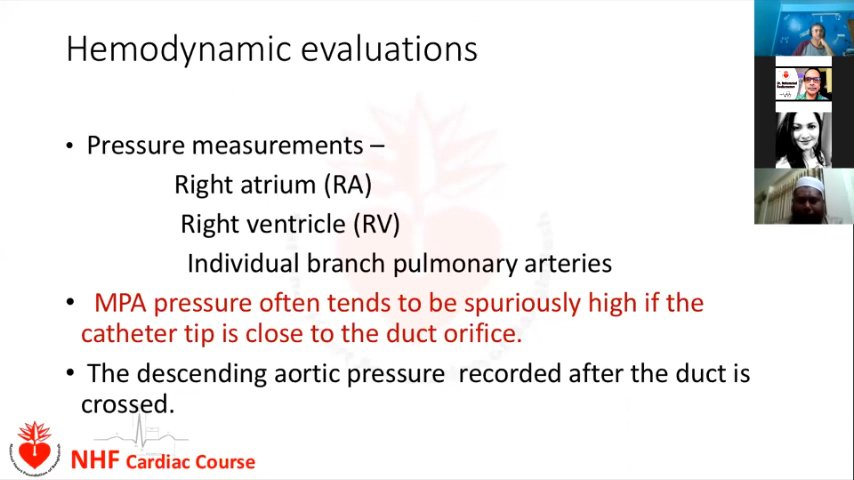 Hemodynamic evaluations
• Pressure measurements –
Right atrium (RA)
Right ventricle (RV)
Individual branch pulmonary arteries
• MPA pressure often tends to be spuriously high if the
catheter tip is close to the duct orifice.
• The descending aortic pressure recorded after the duct is
crossed.
NHF Cardiac Course